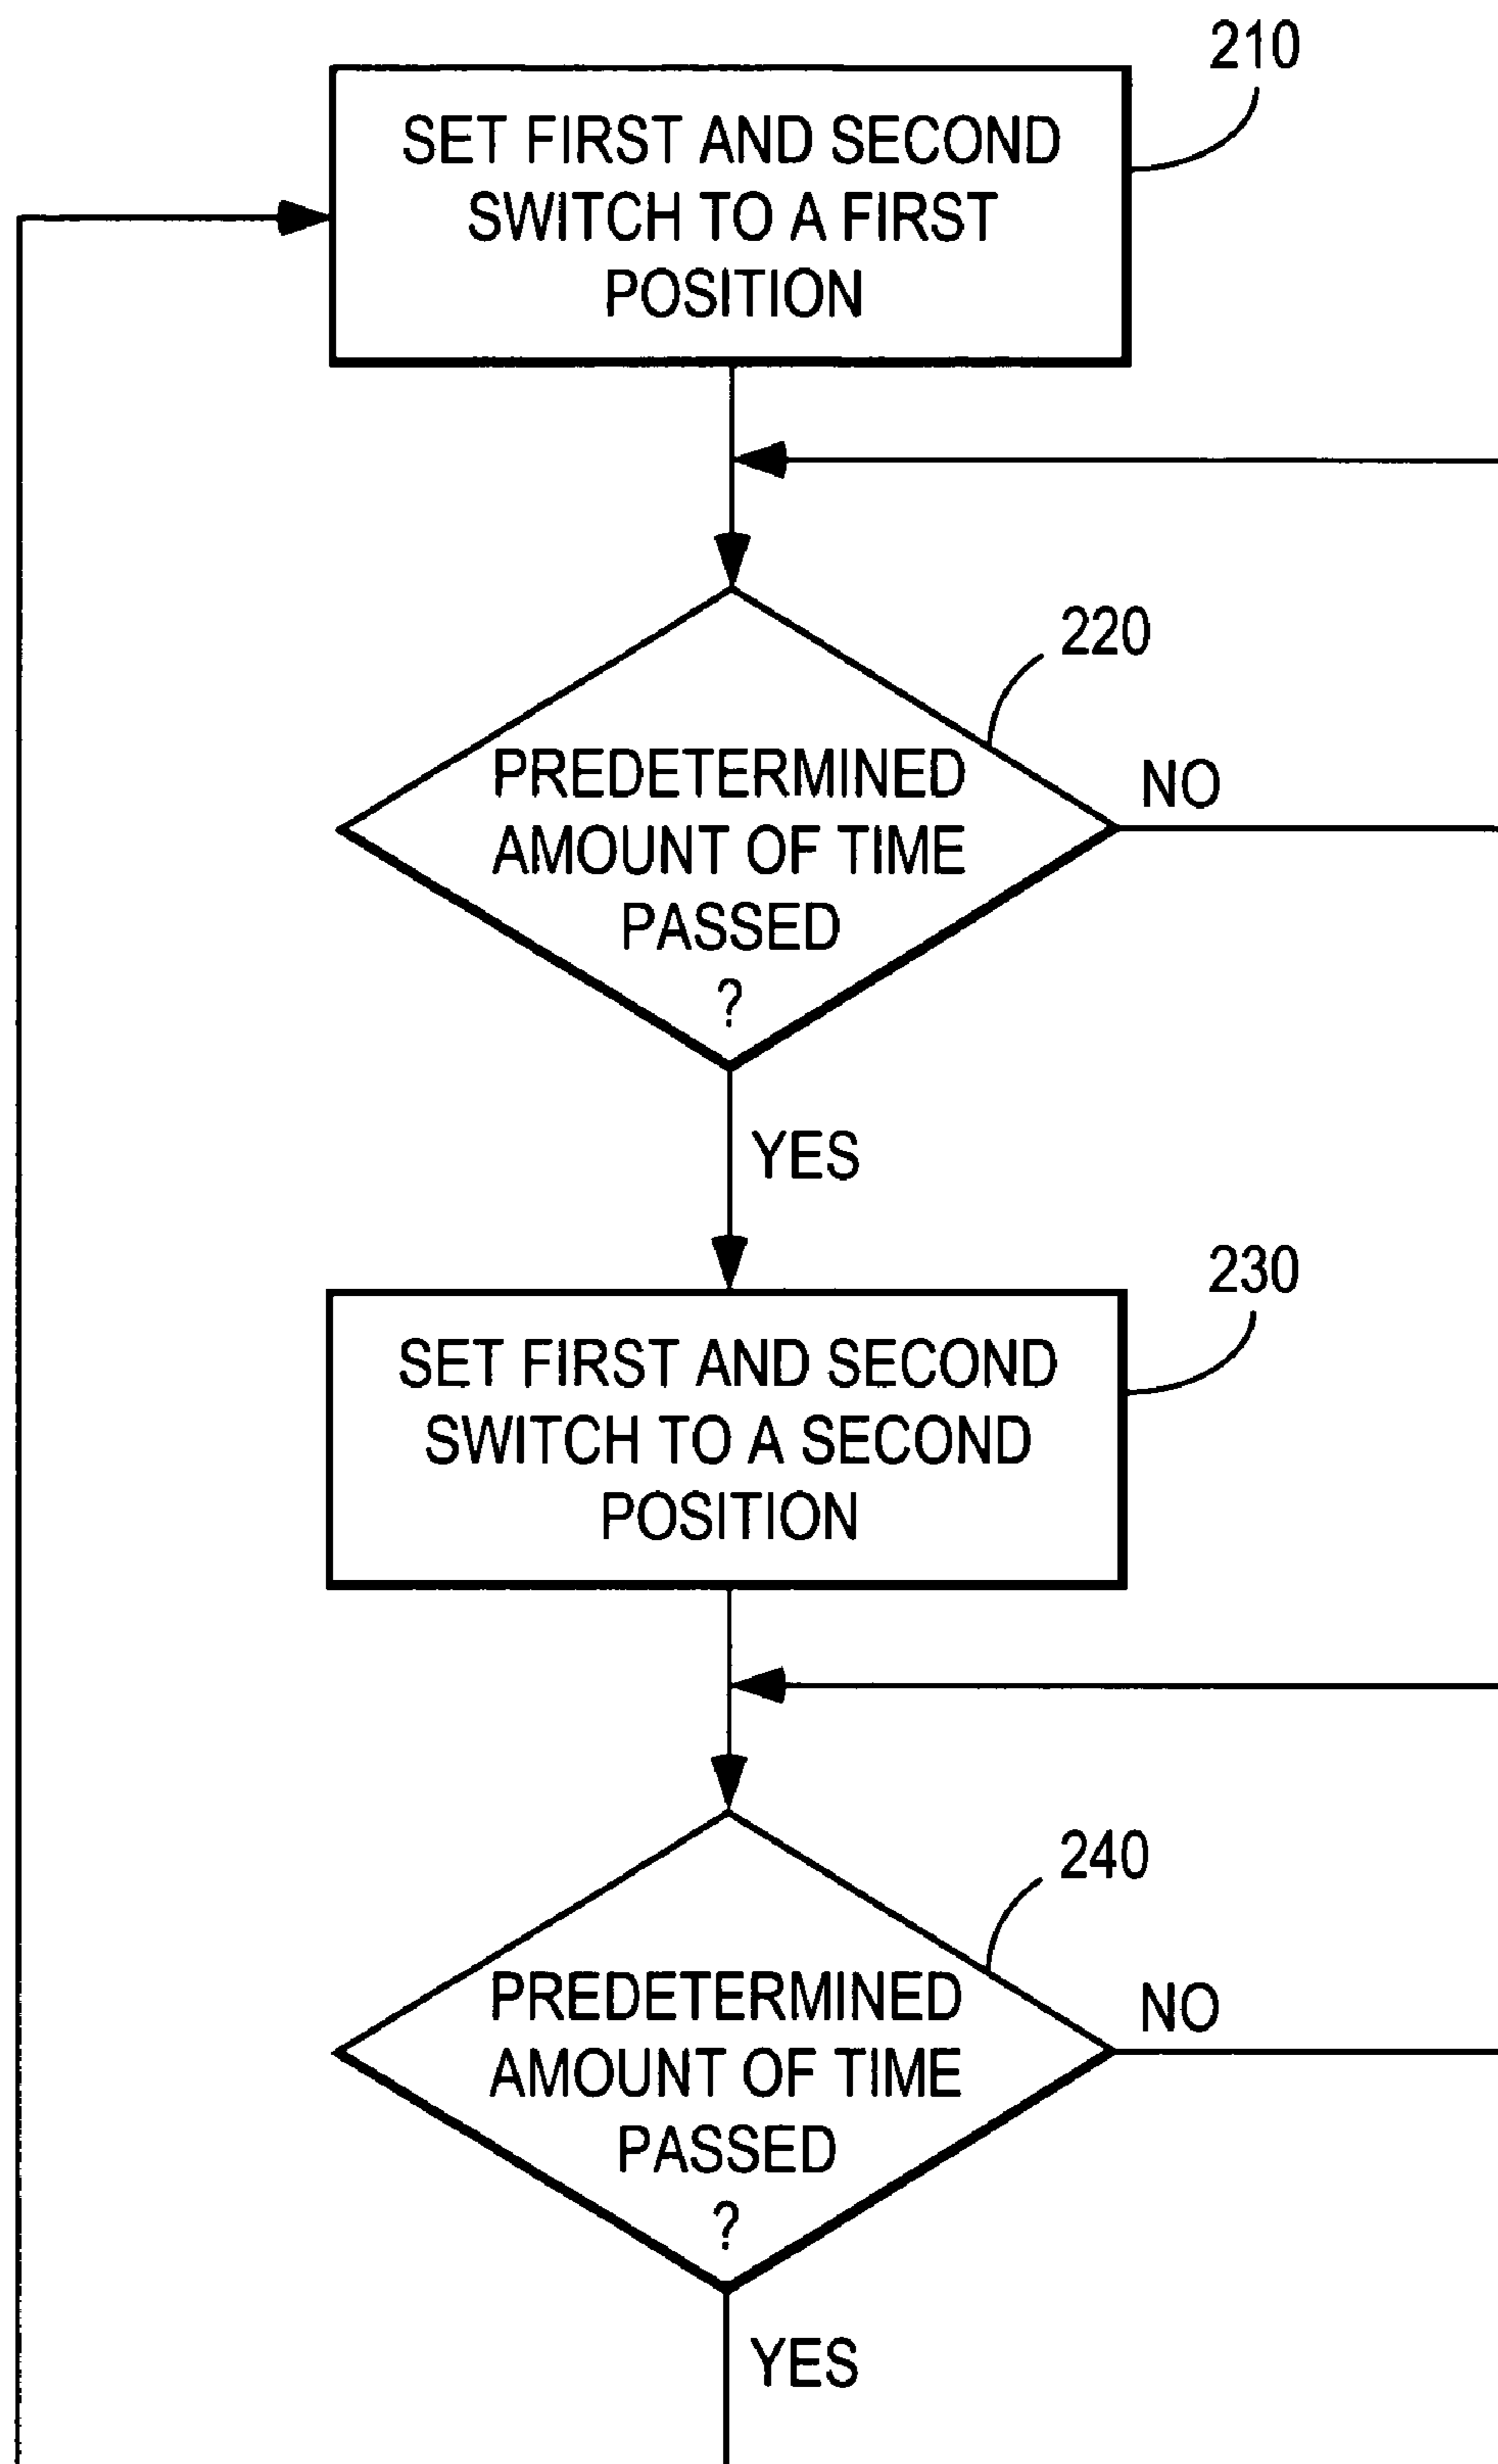 210
SET FIRST AND SECOND
SWITCH TO A FIRST
POSITION
220
PREDETERMINED
AMOUNT OF TIME
PASSED
?
NO
YES
230
SET FIRST AND SECOND
SWITCH TO A SECOND
POSITION
240
PREDETERMINED
AMOUNT OF TIME
PASSED
?
NO
YES